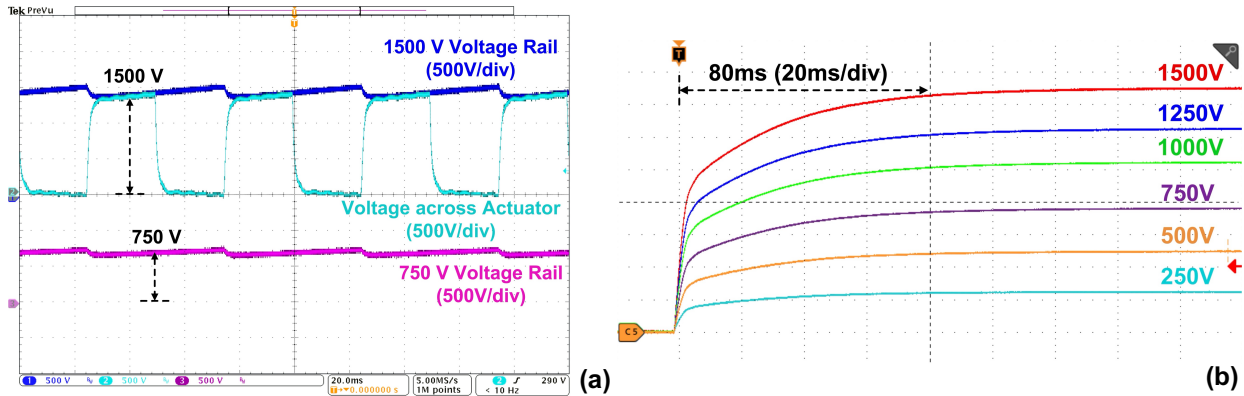 Tek PreVu
T
1500 V Voltage Rail
(500V/div)
1500 V
Voltage across Actuator
(500V/div)
750 V
750 V Voltage Rail
(500V/div)
1 500 V 2 500 V 3 500 V
20.0ms 5.00MS/s 2 290 V
T 0.000000 s 1M points < 10 Hz
(a)
T
80ms (20ms/div)
1500V
1250V
1000V
750V
500V
250V
C5
(b)